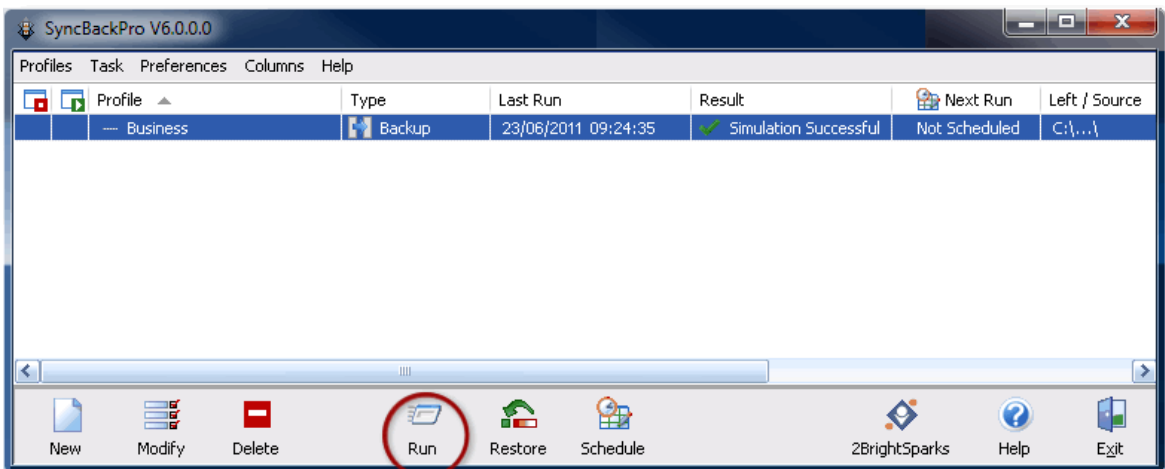 SyncBackPro V6.0.0.0
Profiles Task Preferences Columns Help
Profile Type Last Run Result Next Run Left / Source
Business Backup 23/06/2011 09:24:35 Simulation Successful Not Scheduled C:\...\
New Modify Delete Run Restore Schedule 2BrightSparks Help Exit